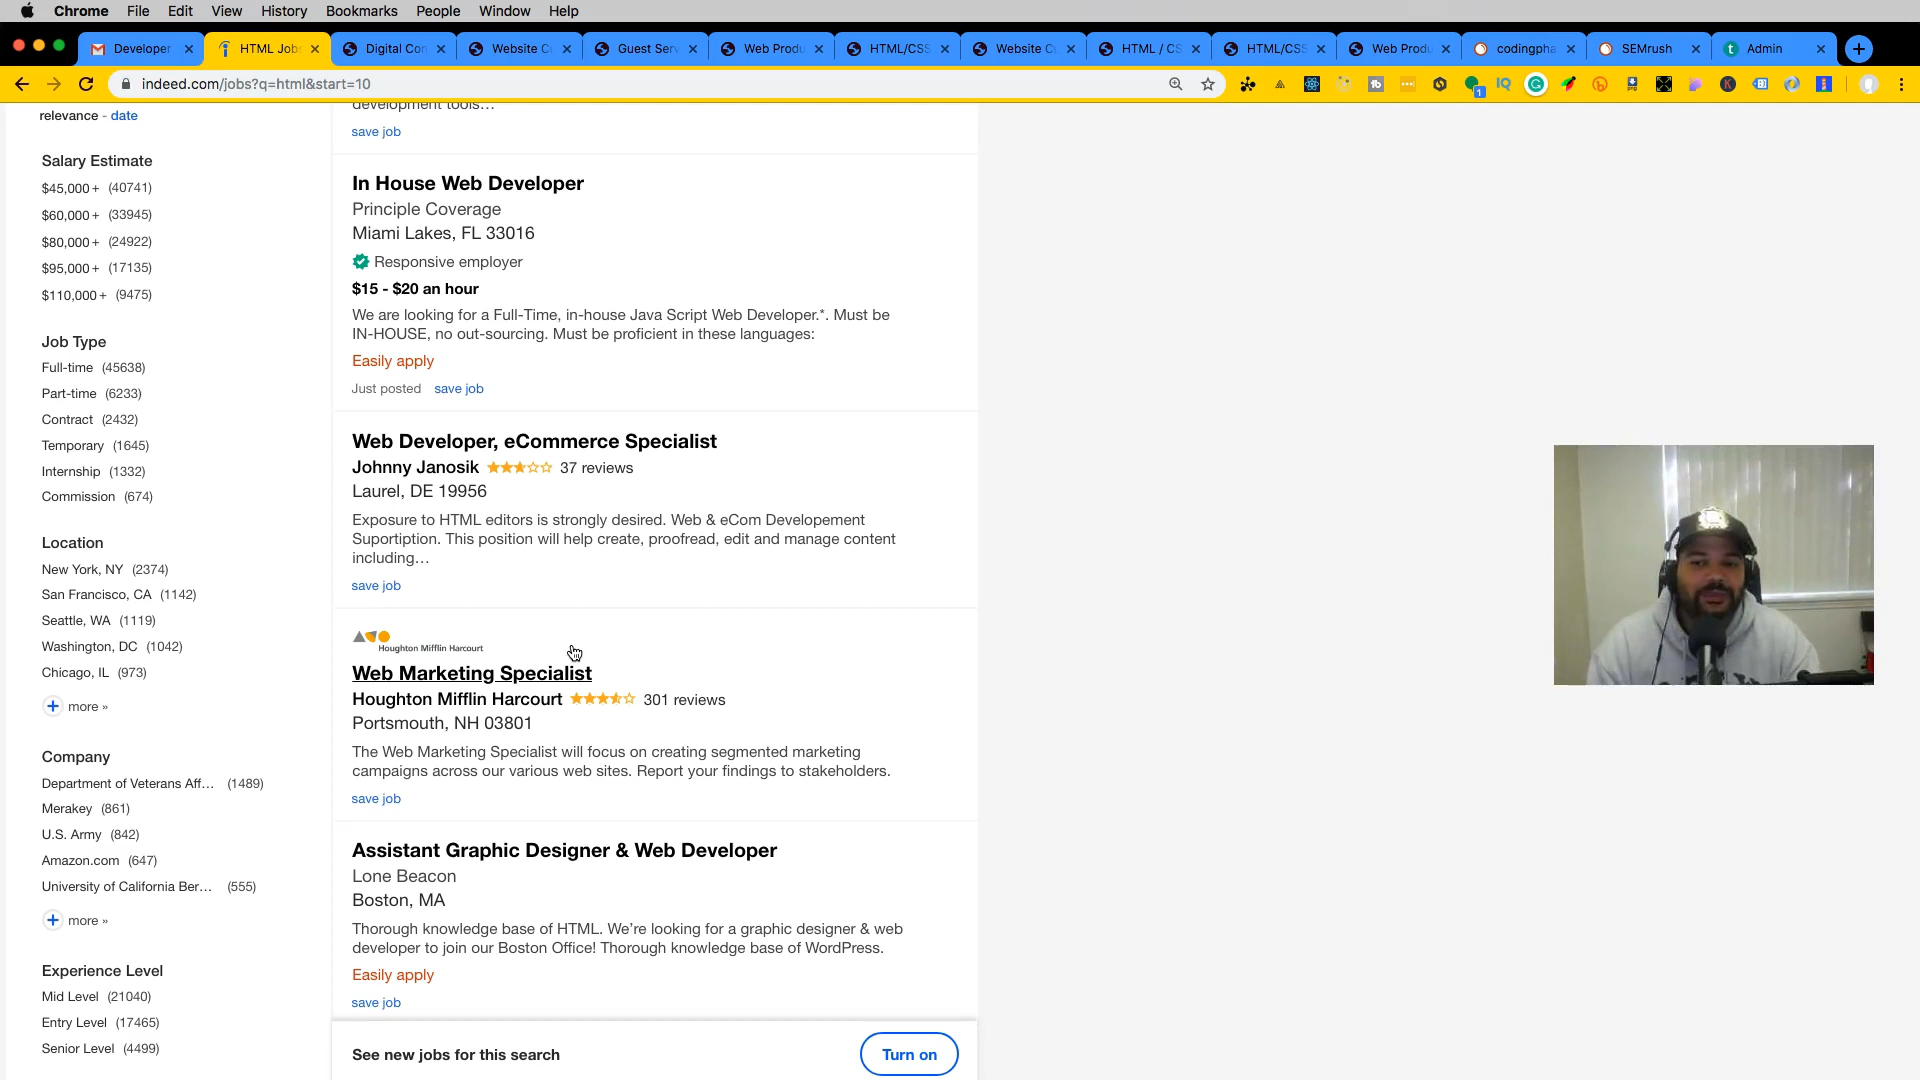 Chrome File Edit View History Bookmarks People Window Help
Developer HTML Job Digital Con Website C Guest Serv Web Produ HTML/CSS Website C HTML / CS HTML/CSS Web Produ codingpha SEMrush Admin
indeed.com/jobs?q=html&start=10
relevance - date
Salary Estimate
$45,000+ (40741)
$60,000+ (33945)
$80,000+ (24922)
$95,000+ (17135)
$110,000+ (9475)
Job Type
Full-time (45638)
Part-time (6233)
Contract (2432)
Temporary (1645)
Internship (1332)
Commission (674)
Location
New York, NY (2374)
San Francisco, CA (1142)
Seattle, WA (1119)
Washington, DC (1042)
Chicago, IL (973)
more »
Company
Department of Veterans Aff... (1489)
Merakey (861)
U.S. Army (842)
Amazon.com (647)
University of California Ber... (555)
more »
Experience Level
Mid Level (21040)
Entry Level (17465)
Senior Level (4499)
development tools…
save job
In House Web Developer
Principle Coverage
Miami Lakes, FL 33016
Responsive employer
$15 - $20 an hour
We are looking for a Full-Time, in-house Java Script Web Developer.*. Must be
IN-HOUSE, no out-sourcing. Must be proficient in these languages:
Easily apply
Just posted save job
Web Developer, eCommerce Specialist
Johnny Janosik 37 reviews
Laurel, DE 19956
Exposure to HTML editors is strongly desired. Web & eCom Developement
Suportiption. This position will help create, proofread, edit and manage content
including…
save job
Houghton Mifflin Harcourt
Web Marketing Specialist
Houghton Mifflin Harcourt 301 reviews
Portsmouth, NH 03801
The Web Marketing Specialist will focus on creating segmented marketing
campaigns across our various web sites. Report your findings to stakeholders.
save job
Assistant Graphic Designer & Web Developer
Lone Beacon
Boston, MA
Thorough knowledge base of HTML. We’re looking for a graphic designer & web
developer to join our Boston Office! Thorough knowledge base of WordPress.
Easily apply
save job
See new jobs for this search Turn on